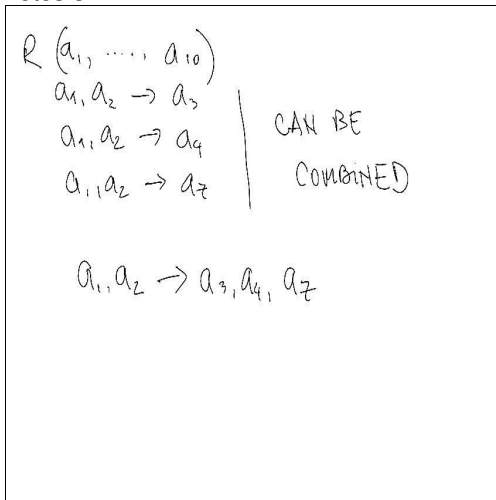 R (a₁, ....., a₁₀)
a₁, a₂ → a₃
a₁, a₂ → a₄
a₁, a₂ → a₇
CAN BE
COMBINED
a₁, a₂ → a₃, a₄, a₇